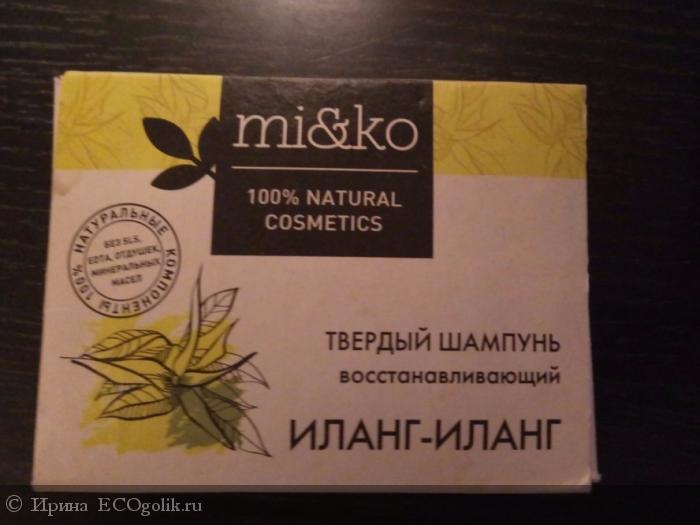 mi&ko
100% NATURAL
COSMETICS
100% НАТУРАЛЬНЫЕ КОМПОНЕНТЫ
БЕЗ SLS,
EDTA, ОТДУШЕК,
МИНЕРАЛЬНЫХ
МАСЕЛ
ТВЕРДЫЙ ШАМПУНЬ
восстанавливающий
ИЛАНГ-ИЛАНГ
© Ирина ECOgolik.ru